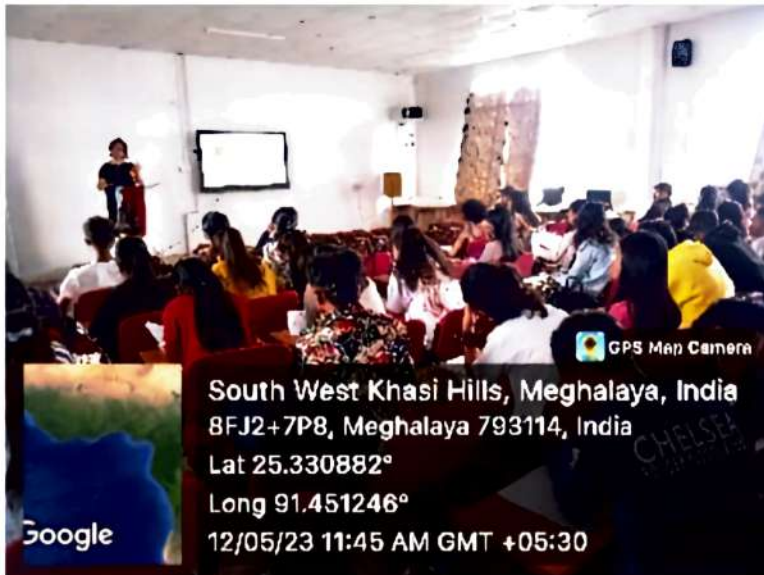 GPS Map Camera
South West Khasi Hills, Meghalaya, India
8FJ2+7P8, Meghalaya 793114, India
Lat 25.330882°
Long 91.451246°
12/05/23 11:45 AM GMT +05:30
Google
CHELSEA